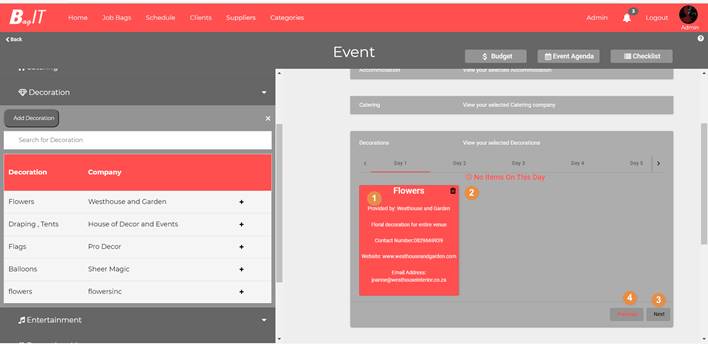 BagIT Home Job Bags Schedule Clients Suppliers Categories Admin 3 Logout Admin
Back
Event
$ Budget Event Agenda Checklist
Catering
Decoration
Add Decoration ×
Search for Decoration
Decoration Company
Flowers Westhouse and Garden +
Draping , Tents House of Decor and Events +
Flags Pro Decor +
Balloons Sheer Magic +
flowers flowersinc +
Entertainment
Accommodation View your selected Accommodation
Catering View your selected Catering company
Decorations View your selected Decorations
‹ Day 1 Day 2 Day 3 Day 4 Day 5 ›
No Items On This Day
Flowers
1 2
Provided by: Westhouse and Garden
Floral decoration for entire venue
Contact Number:0829669939
Website: www.westhouseandgarden.com
Email Address:
jeanne@westhouseinterior.co.za
4 3
Previous Next